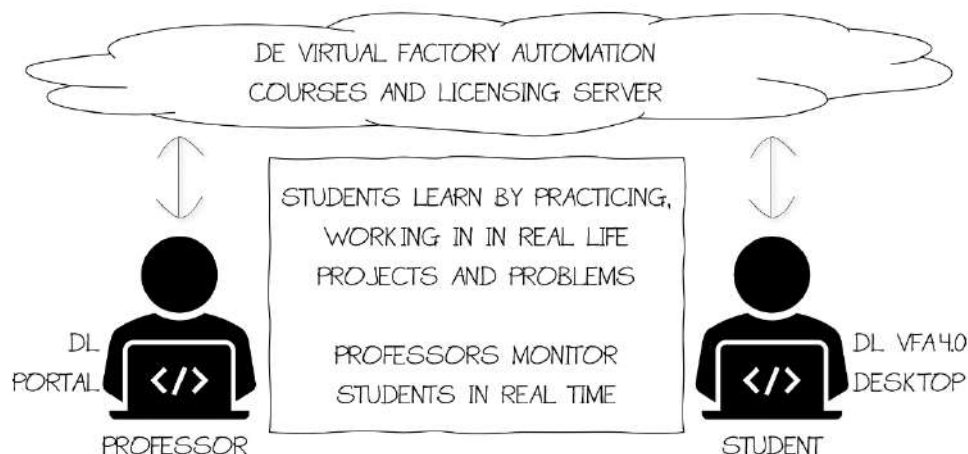 DE VIRTUAL FACTORY AUTOMATION
COURSES AND LICENSING SERVER
STUDENTS LEARN BY PRACTICING,
WORKING IN IN REAL LIFE
PROJECTS AND PROBLEMS
PROFESSORS MONITOR
STUDENTS IN REAL TIME
DL
PORTAL
</>
PROFESSOR
DL VFA4.0
DESKTOP
</>
STUDENT